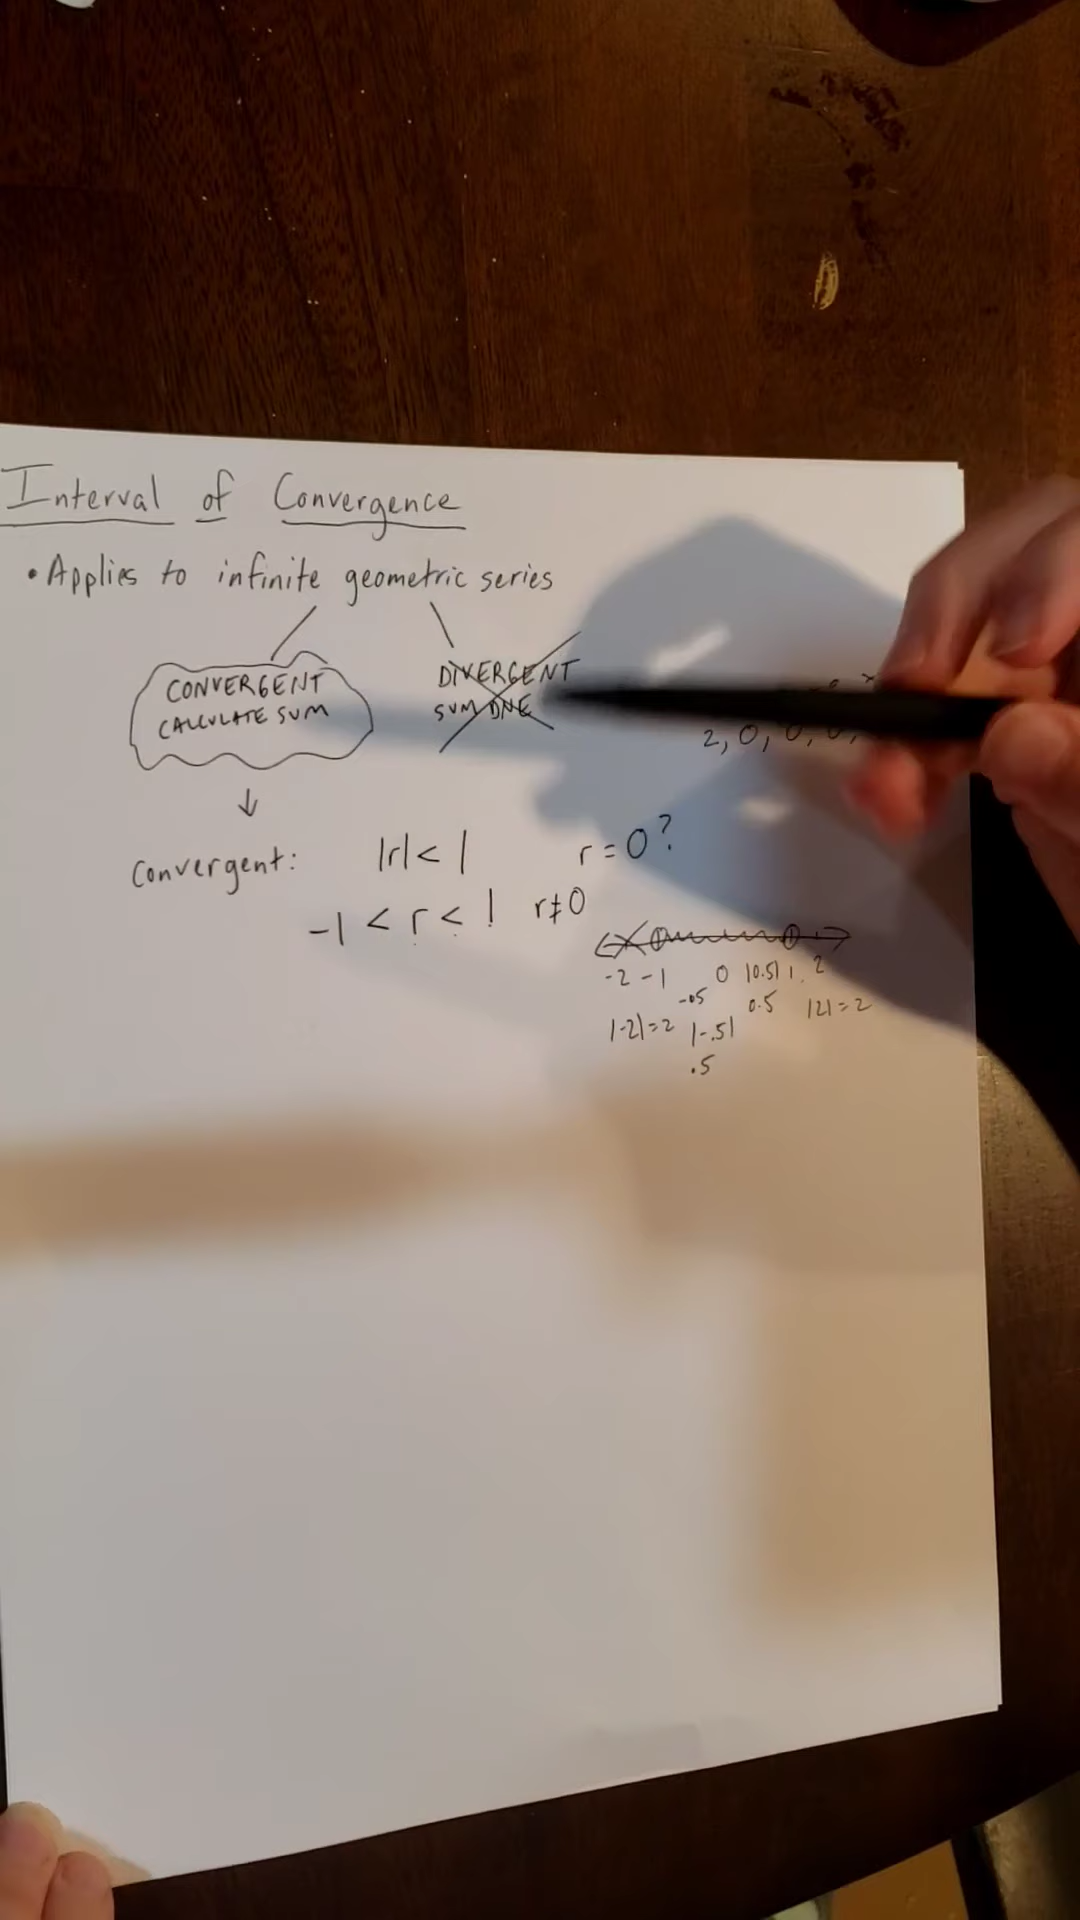 Interval of Convergence
• Applies to infinite geometric series
CONVERGENT
CALCULATE SUM
DIVERGENT
SUM DNE
2, 0, 0, 0,
↓
Convergent: |r| < 1
r = 0?
-1 < r < 1 r ≠ 0
-2 -1 0 |0.5| 1 2
-.05 0.5
|-2| = 2 |-.5| |2| = 2
.5